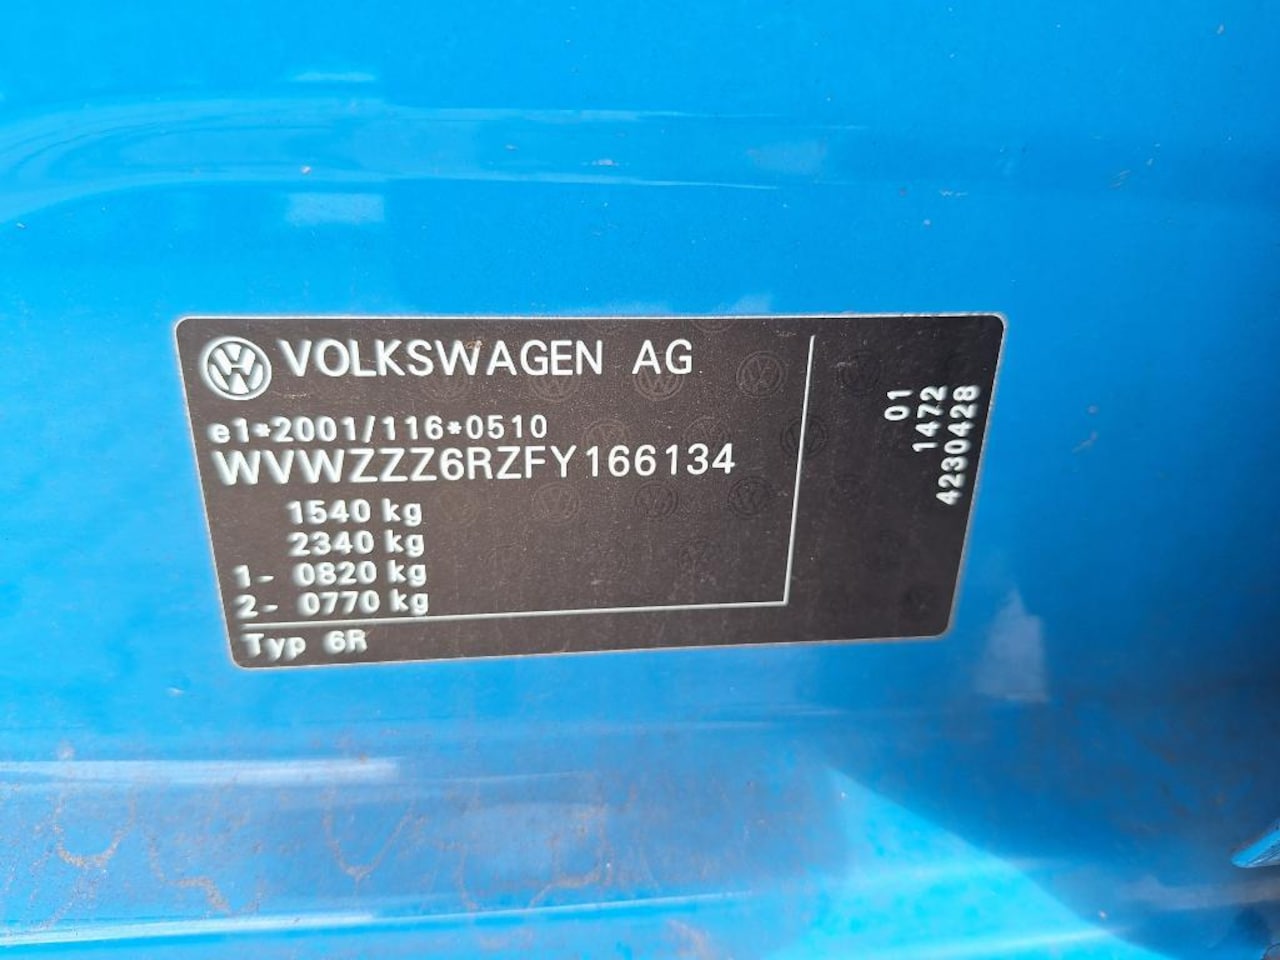 VOLKSWAGEN AG
e1*2001/116*0510
WVWZZZ6RZFY166134
1540 kg
2340 kg
1- 0820 kg
2- 0770 kg
Typ 6R
01
1472
4230428